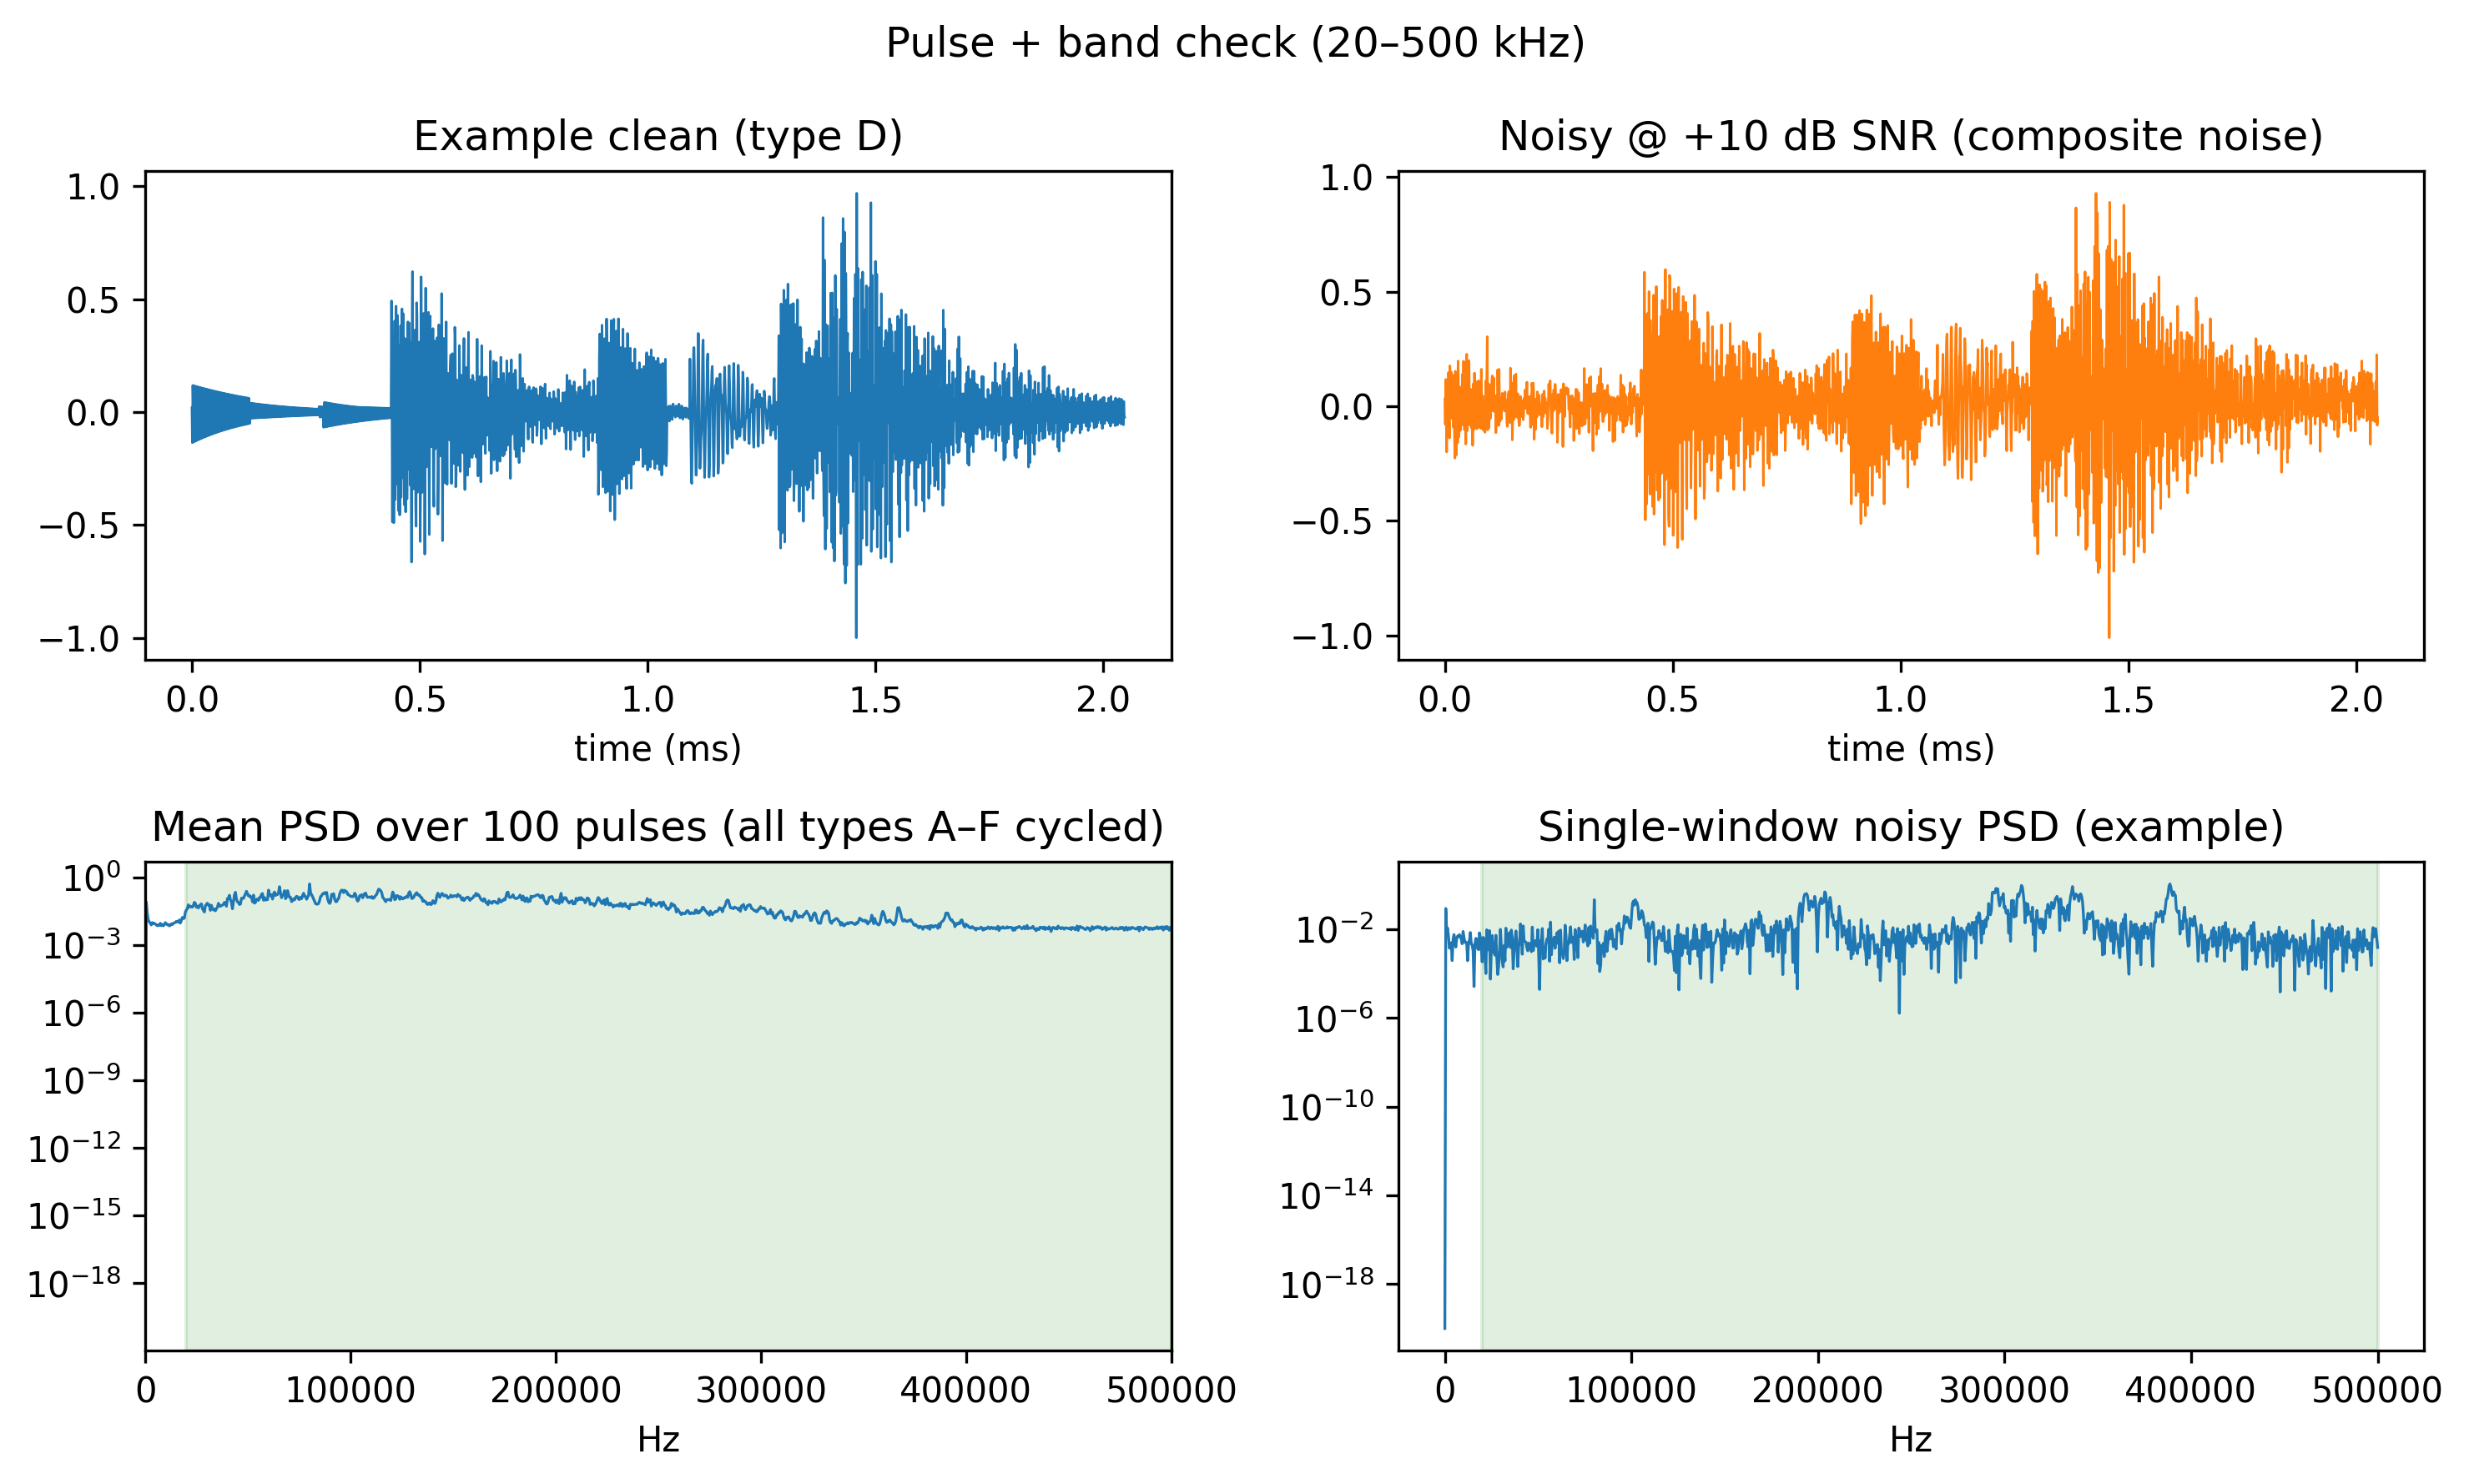 Pulse + band check (20–500 kHz)
Example clean (type D)
1.0
0.5
0.0
−0.5
−1.0
0.0 0.5 1.0 1.5 2.0
time (ms)
Noisy @ +10 dB SNR (composite noise)
1.0
0.5
0.0
−0.5
−1.0
0.0 0.5 1.0 1.5 2.0
time (ms)
Mean PSD over 100 pulses (all types A–F cycled)
10⁰
10⁻³
10⁻⁶
10⁻⁹
10⁻¹²
10⁻¹⁵
10⁻¹⁸
0 100000 200000 300000 400000 500000
Hz
Single-window noisy PSD (example)
10⁻²
10⁻⁶
10⁻¹⁰
10⁻¹⁴
10⁻¹⁸
0 100000 200000 300000 400000 500000
Hz